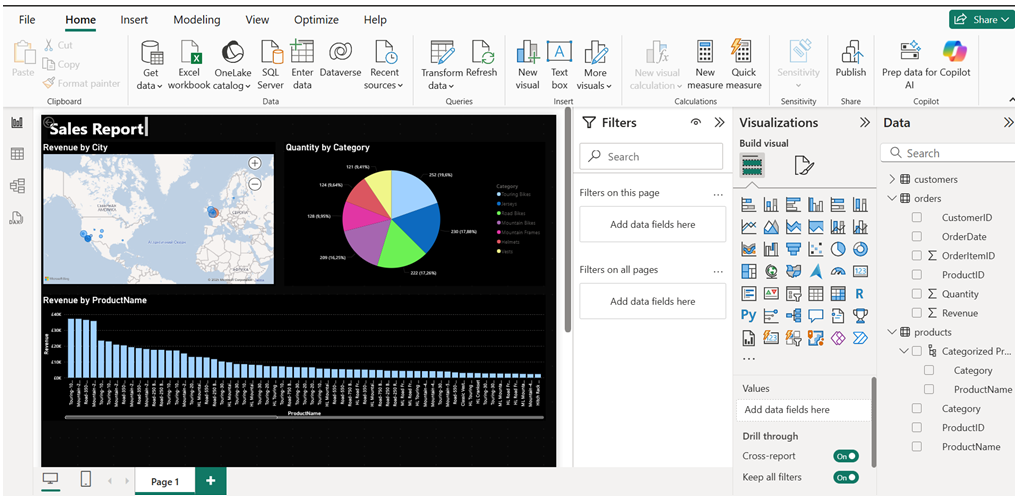 File Home Insert Modeling View Optimize Help Share
Paste
Cut
Copy
Format painter
Clipboard
Get data
Excel workbook
OneLake catalog
SQL Server
Enter data
Dataverse
Recent sources
Data
Transform data
Refresh
Queries
New visual
Text box
More visuals
Insert
New visual calculation
New measure
Quick measure
Calculations
Sensitivity
Sensitivity
Publish
Share
Prep data for AI
Copilot
Copilot
Sales Report
Revenue by City
Quantity by Category
121 (9,41%)
124 (9,64%)
128 (9,95%)
209 (16,25%)
252 (19,6%)
230 (17,88%)
222 (17,26%)
Category
Touring Bikes
Jerseys
Road Bikes
Mountain Bikes
Mountain Frames
Helmets
Vests
Revenue by ProductName
Revenue
£40K
£30K
£20K
£10K
£0K
ProductName
Page 1
Filters
Search
Filters on this page
Add data fields here
Filters on all pages
Add data fields here
Visualizations
Build visual
123
R
Py
Values
Add data fields here
Drill through
Cross-report
On
Keep all filters
On
Data
Search
customers
orders
CustomerID
OrderDate
OrderItemID
ProductID
Quantity
Revenue
products
Categorized Pr...
Category
ProductName
Category
ProductID
ProductName